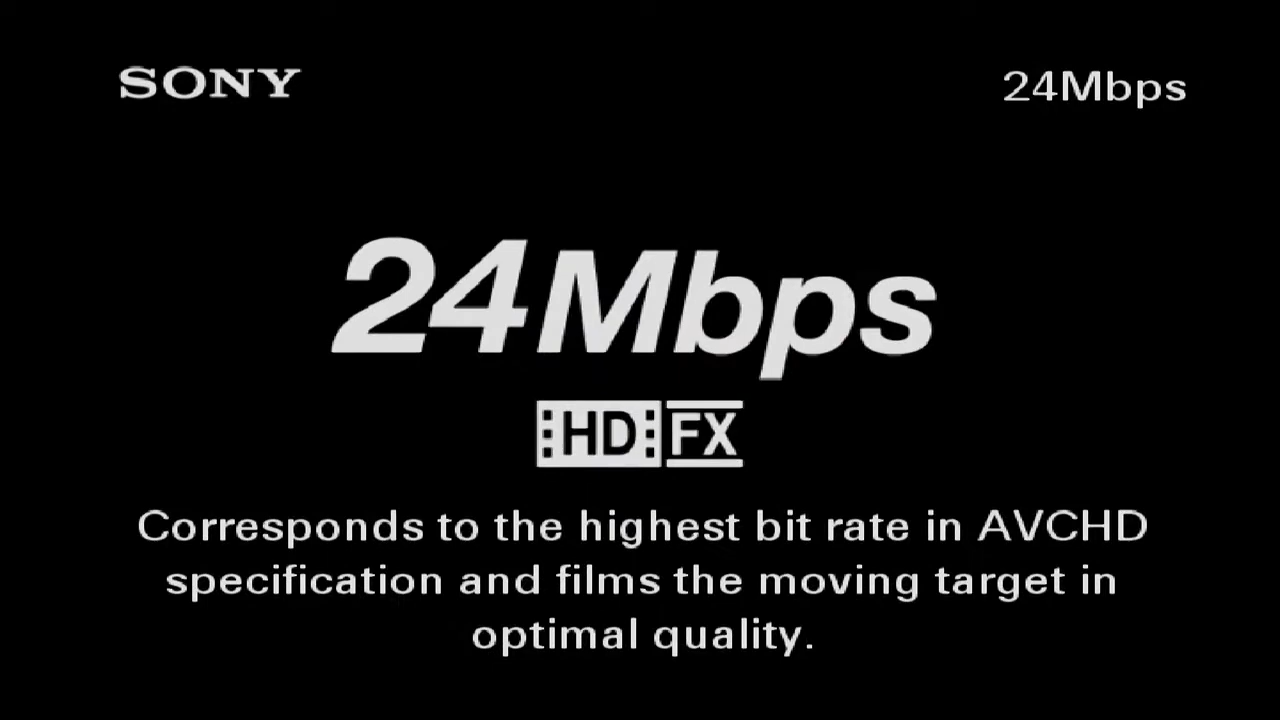 SONY
24Mbps
24Mbps
HD FX
Corresponds to the highest bit rate in AVCHD
specification and films the moving target in
optimal quality.